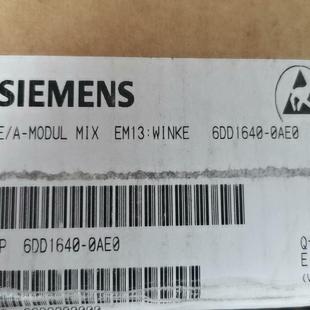 SIEMENS
E/A-MODUL MIX EM13:WINKE 6DD1640-0AE0
P 6DD1640-0AE0
Q
E